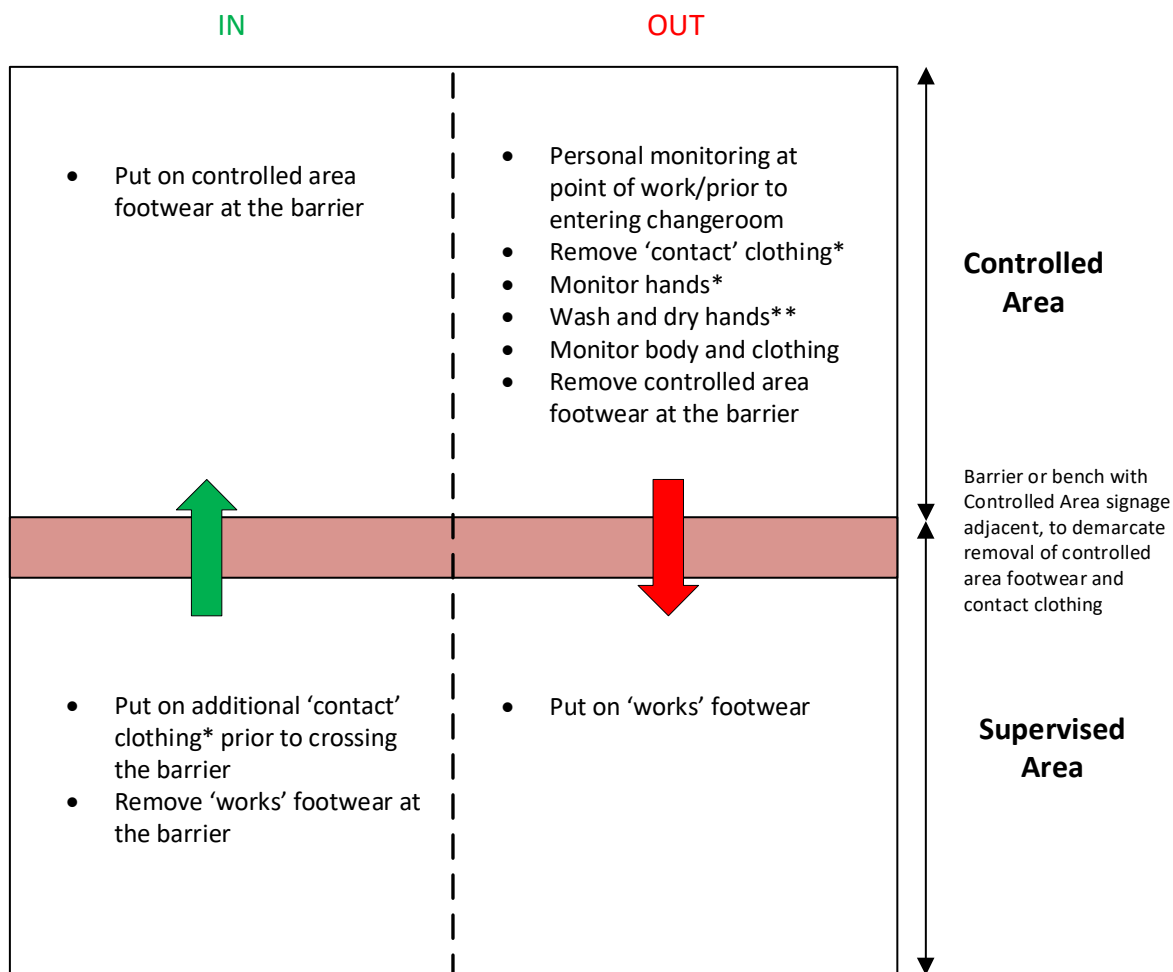 IN
OUT
• Put on controlled area
footwear at the barrier
• Personal monitoring at
point of work/prior to
entering changeroom
• Remove ‘contact’ clothing*
• Monitor hands*
• Wash and dry hands**
• Monitor body and clothing
• Remove controlled area
footwear at the barrier
Controlled
Area
Barrier or bench with
Controlled Area signage
adjacent, to demarcate
removal of controlled
area footwear and
contact clothing
• Put on additional ‘contact’
clothing* prior to crossing
the barrier
• Remove ‘works’ footwear at
the barrier
• Put on ‘works’ footwear
Supervised
Area